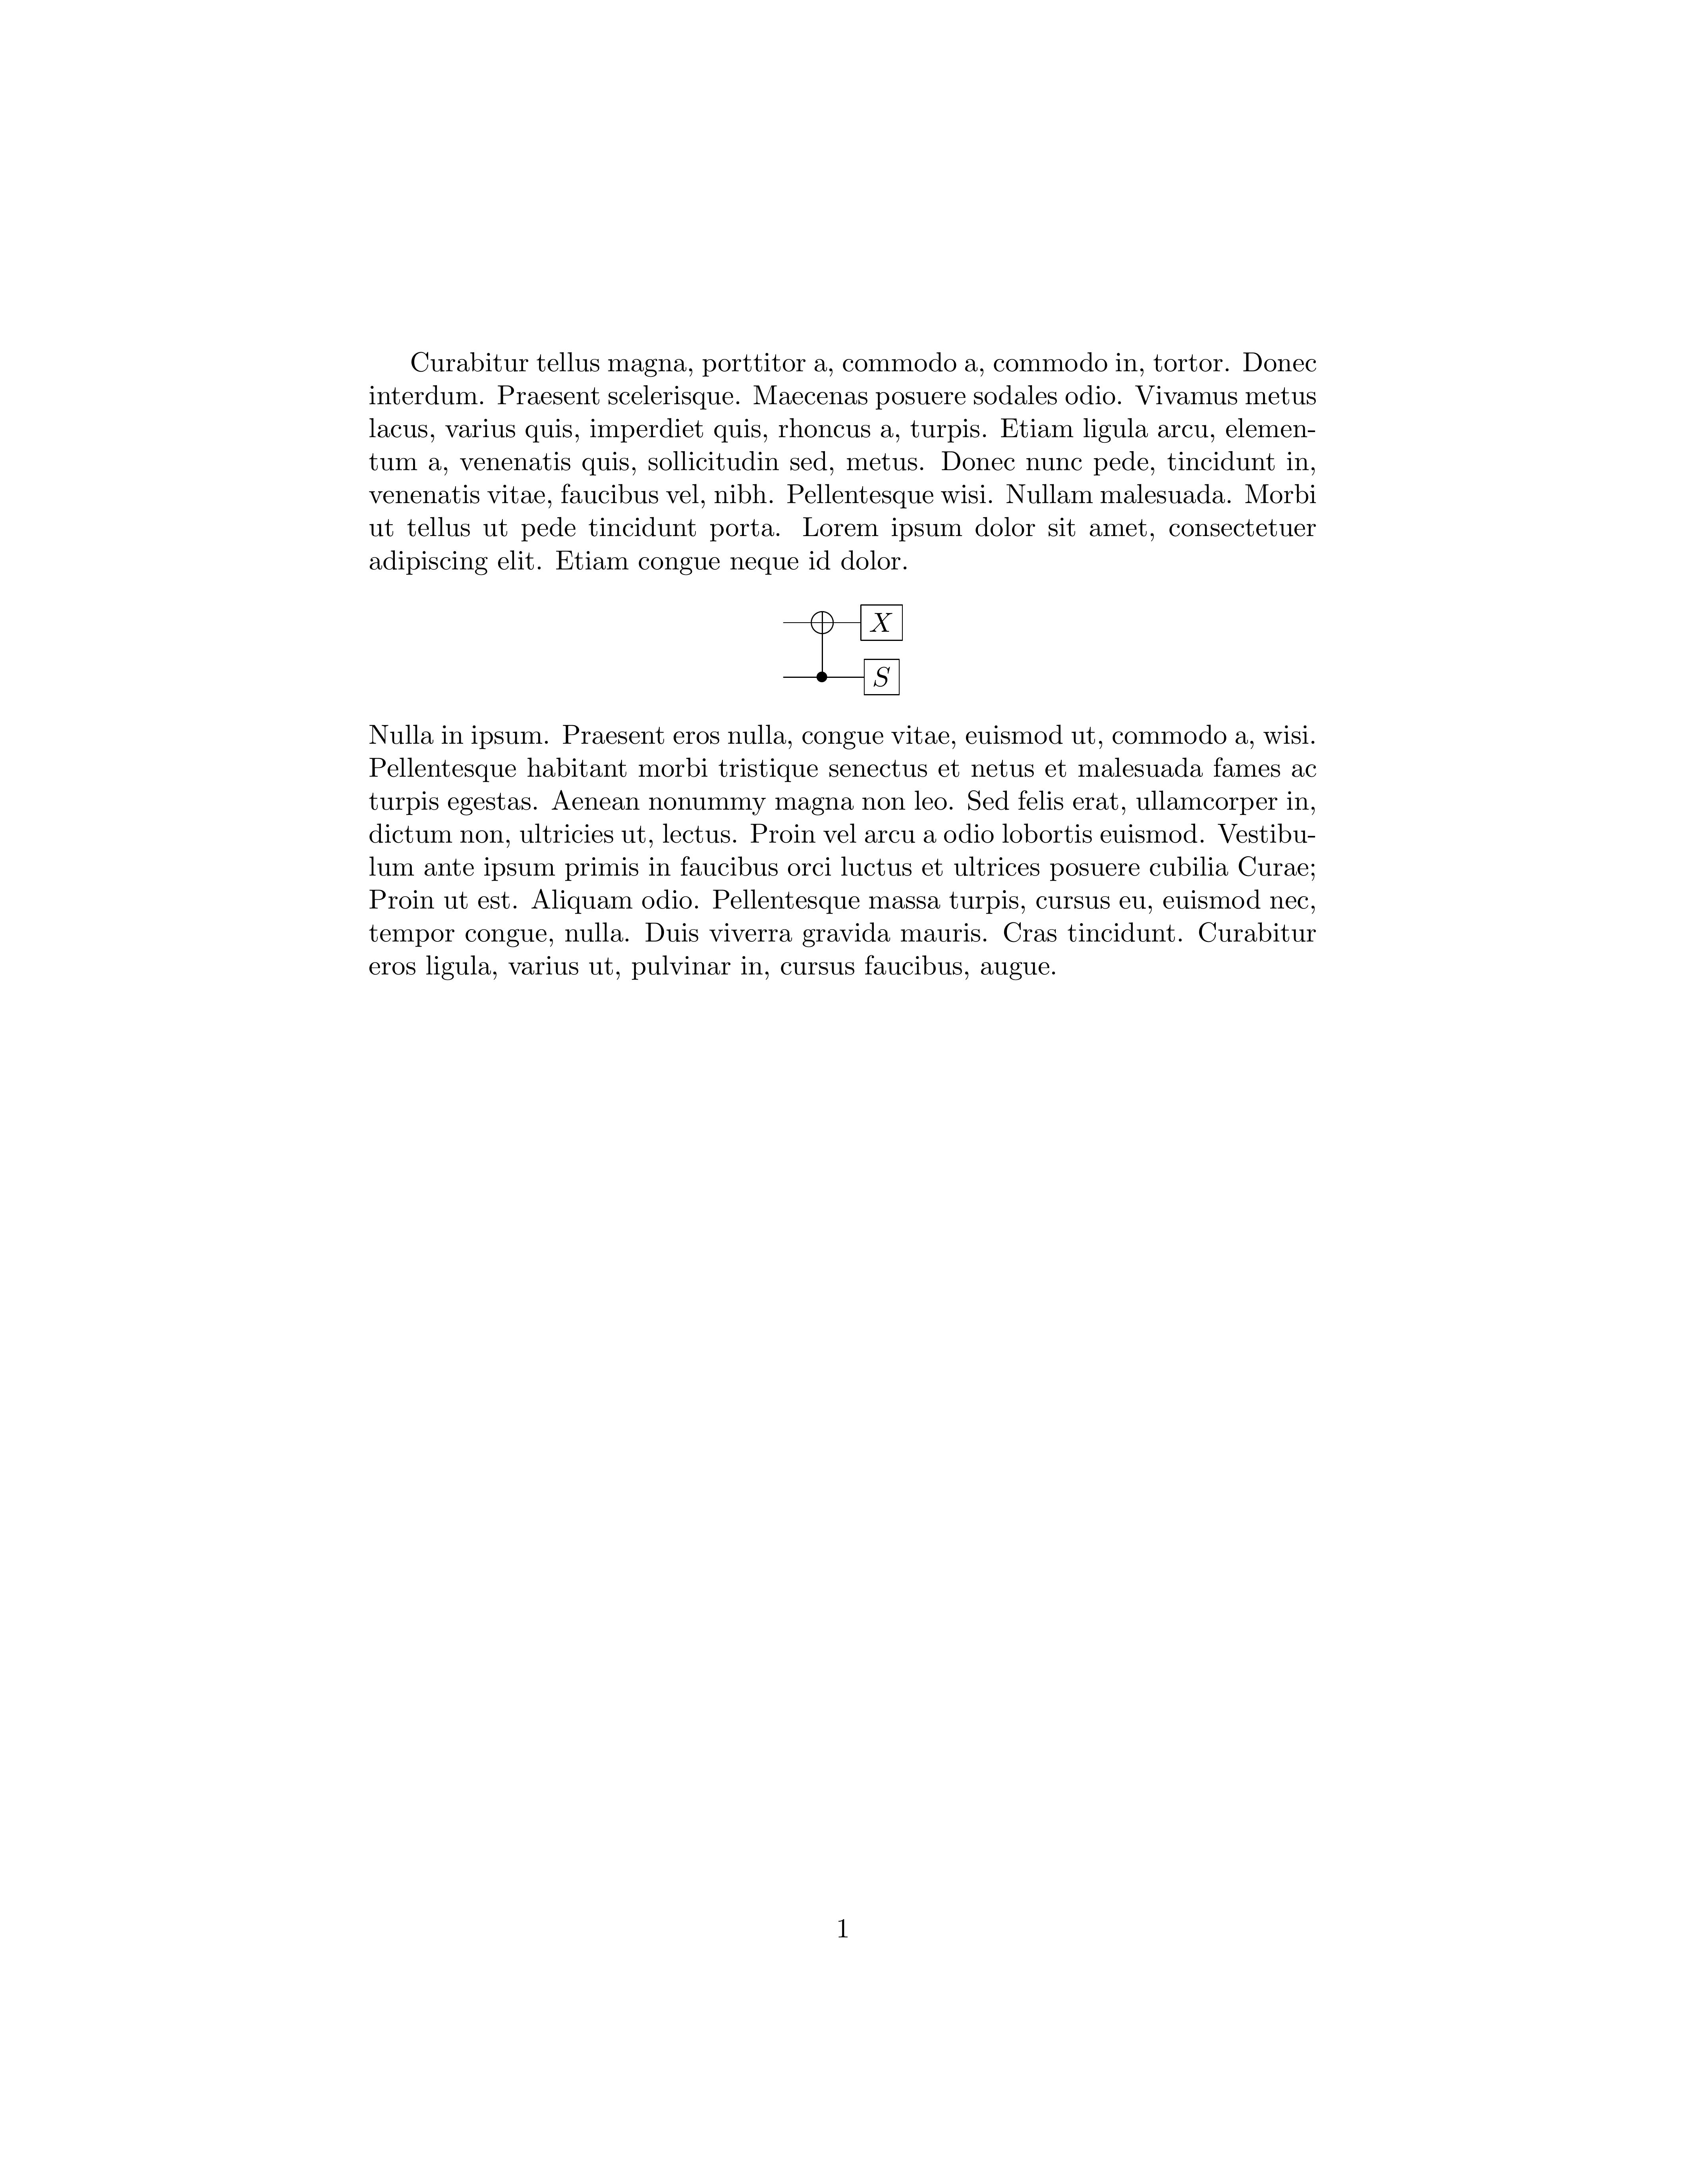 Curabitur tellus magna, porttitor a, commodo a, commodo in, tortor. Donec
interdum. Praesent scelerisque. Maecenas posuere sodales odio. Vivamus metus
lacus, varius quis, imperdiet quis, rhoncus a, turpis. Etiam ligula arcu, elemen-
tum a, venenatis quis, sollicitudin sed, metus. Donec nunc pede, tincidunt in,
venenatis vitae, faucibus vel, nibh. Pellentesque wisi. Nullam malesuada. Morbi
ut tellus ut pede tincidunt porta. Lorem ipsum dolor sit amet, consectetuer
adipiscing elit. Etiam congue neque id dolor.
X
S
Nulla in ipsum. Praesent eros nulla, congue vitae, euismod ut, commodo a, wisi.
Pellentesque habitant morbi tristique senectus et netus et malesuada fames ac
turpis egestas. Aenean nonummy magna non leo. Sed felis erat, ullamcorper in,
dictum non, ultricies ut, lectus. Proin vel arcu a odio lobortis euismod. Vestibu-
lum ante ipsum primis in faucibus orci luctus et ultrices posuere cubilia Curae;
Proin ut est. Aliquam odio. Pellentesque massa turpis, cursus eu, euismod nec,
tempor congue, nulla. Duis viverra gravida mauris. Cras tincidunt. Curabitur
eros ligula, varius ut, pulvinar in, cursus faucibus, augue.
1